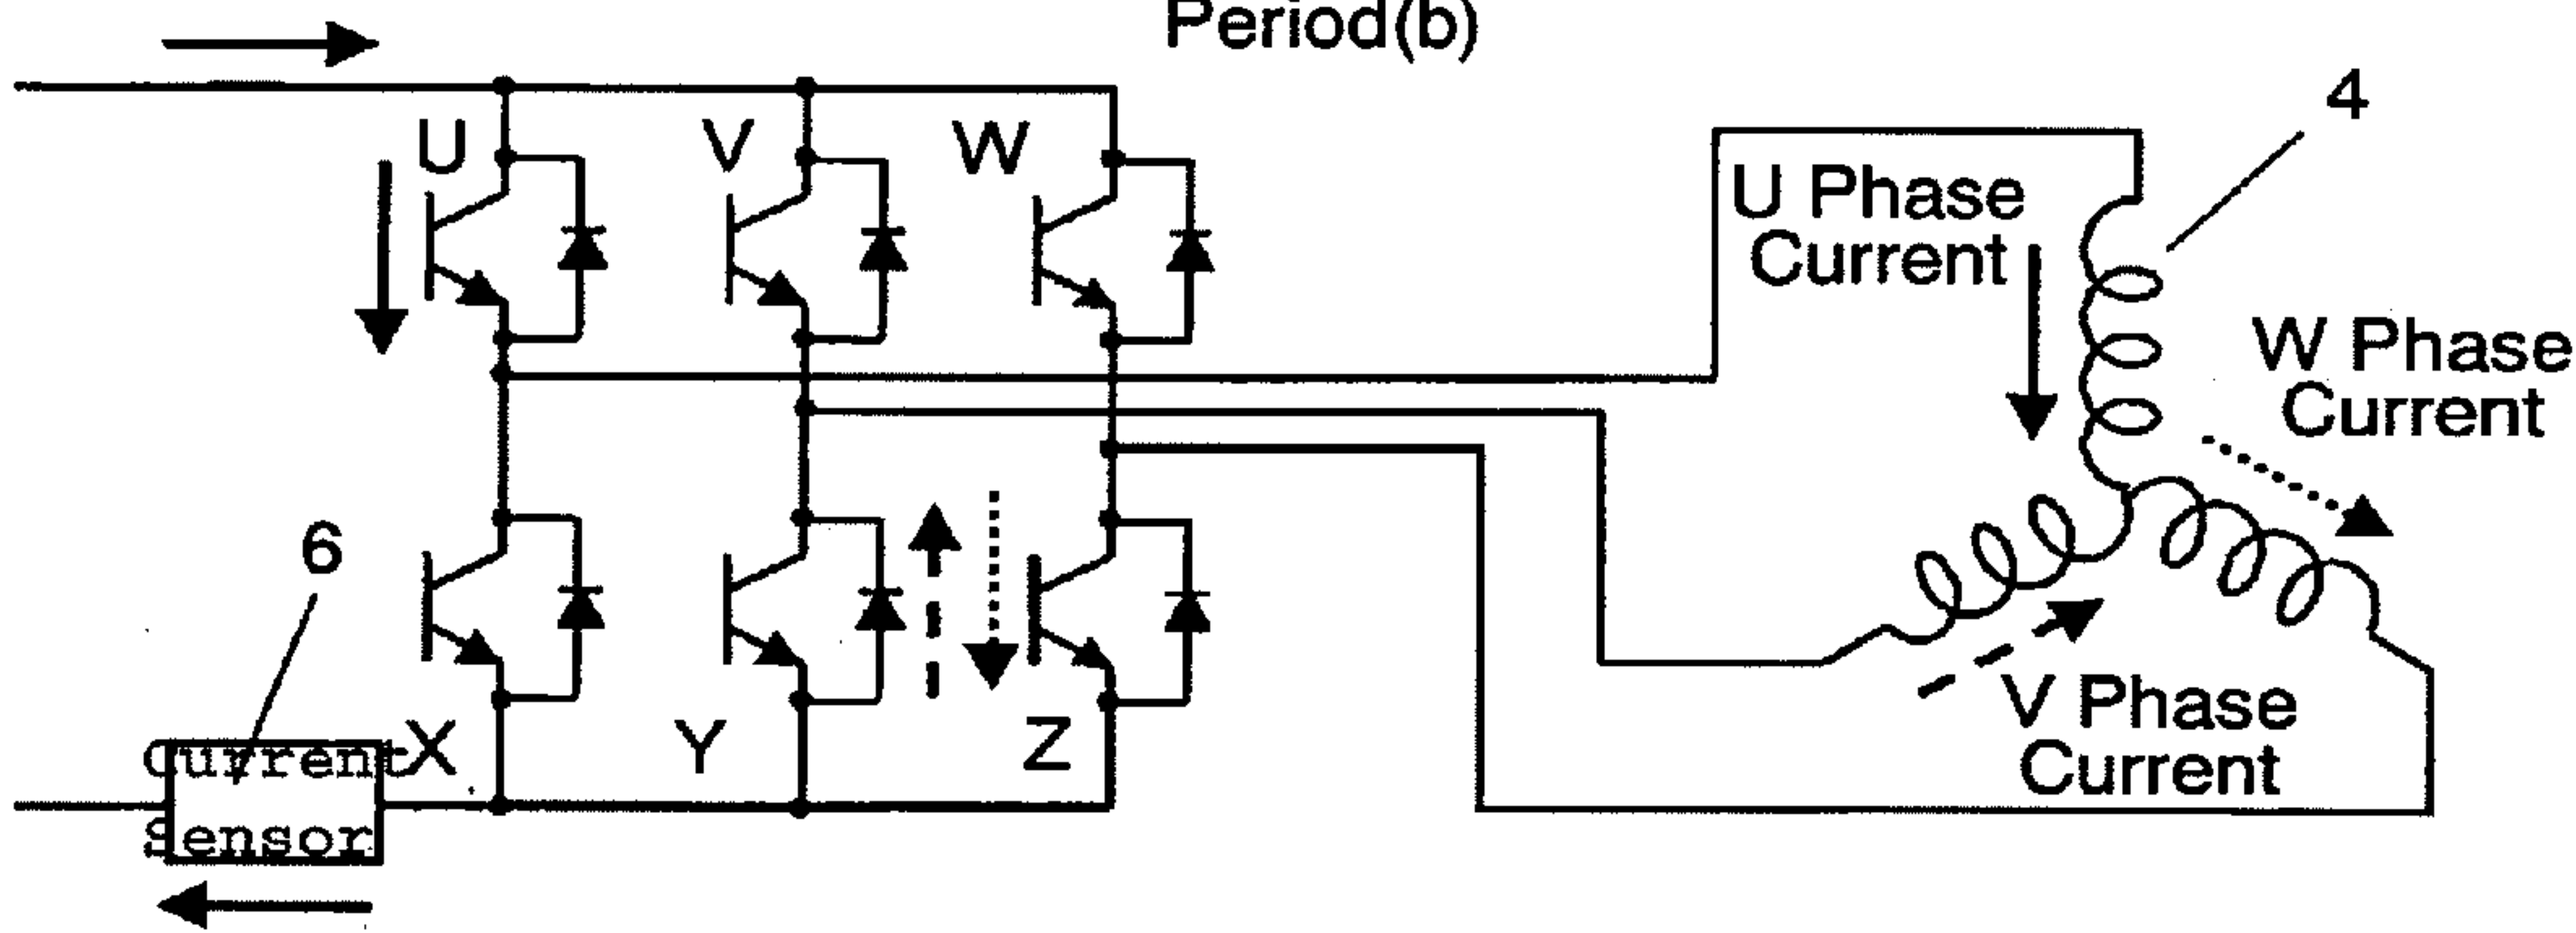 Period(b)
4
U
V
W
U Phase
Current
W Phase
Current
6
X
Y
Z
V Phase
Current
Current
Sensor